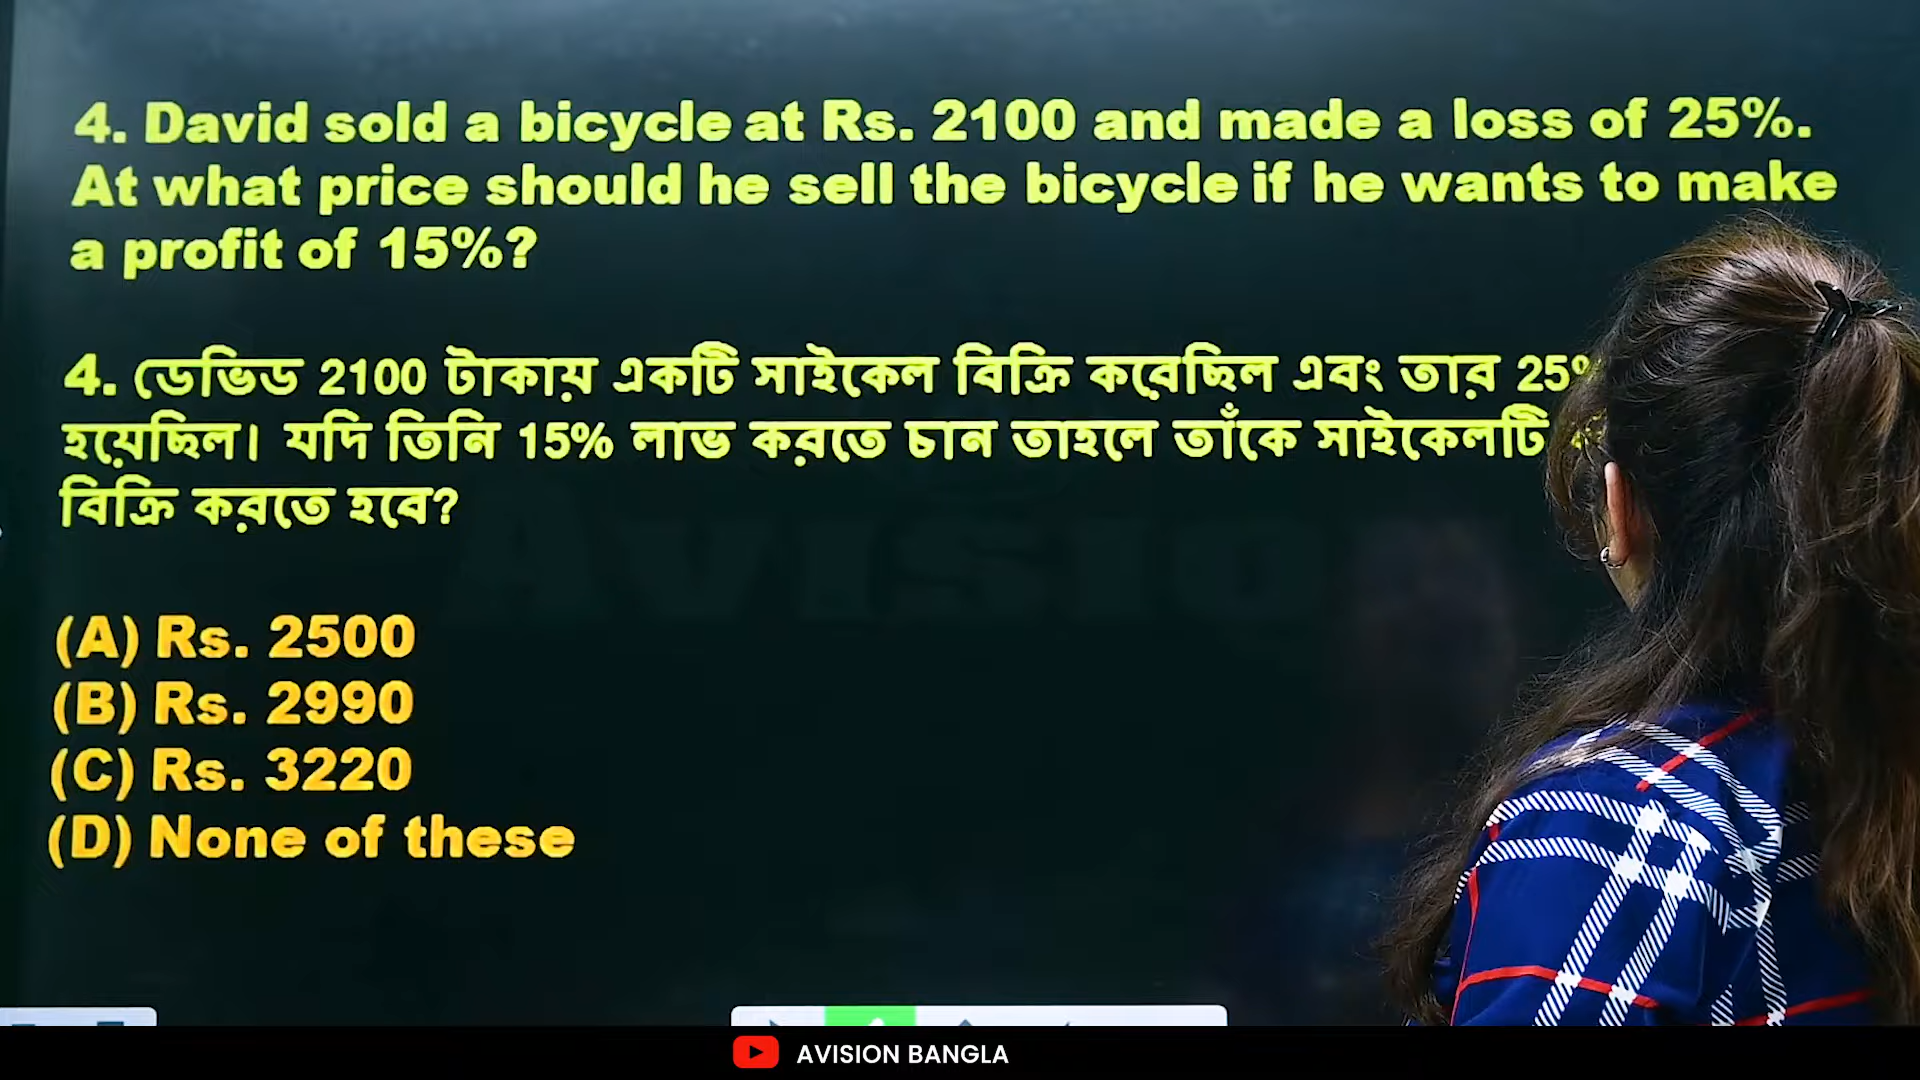 4. David sold a bicycle at Rs. 2100 and made a loss of 25%.
At what price should he sell the bicycle if he wants to make
a profit of 15%?
4. ডেভিড 2100 টাকায় একটি সাইকেল বিক্রি করেছিল এবং তার 25%
হয়েছিল। যদি তিনি 15% লাভ করতে চান তাহলে তাঁকে সাইকেলটি
বিক্রি করতে হবে?
Avision
(A) Rs. 2500
(B) Rs. 2990
(C) Rs. 3220
(D) None of these
AVISION BANGLA